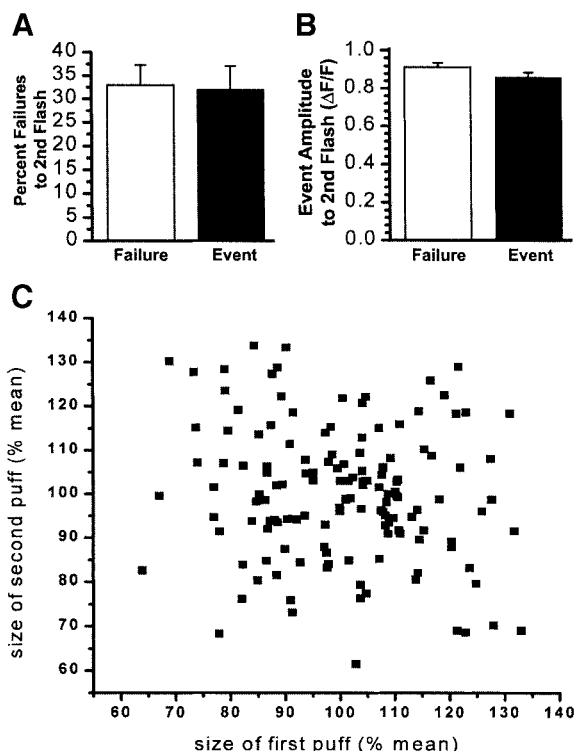 A
Percent Failures
to 2nd Flash
40
35
30
25
20
15
10
5
0
Failure
Event
B
Event Amplitude
to 2nd Flash (ΔF/F)
1.0
0.8
0.6
0.4
0.2
0.0
Failure
Event
C
size of second puff (% mean)
140
130
120
110
100
90
80
70
60
60 70 80 90 100 110 120 130 140
size of first puff (% mean)